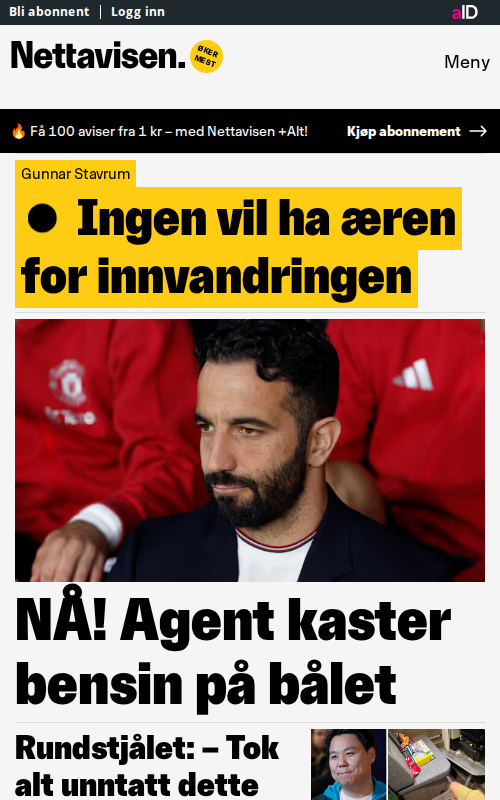 Bli abonnent | Logg inn
aID
Nettavisen.
ØKER
MEST
Meny
🔥 Få 100 aviser fra 1 kr – med Nettavisen +Alt!
Kjøp abonnement →
Gunnar Stavrum
● Ingen vil ha æren
for innvandringen
NÅ! Agent kaster
bensin på bålet
Rundstjålet: – Tok
alt unntatt dette